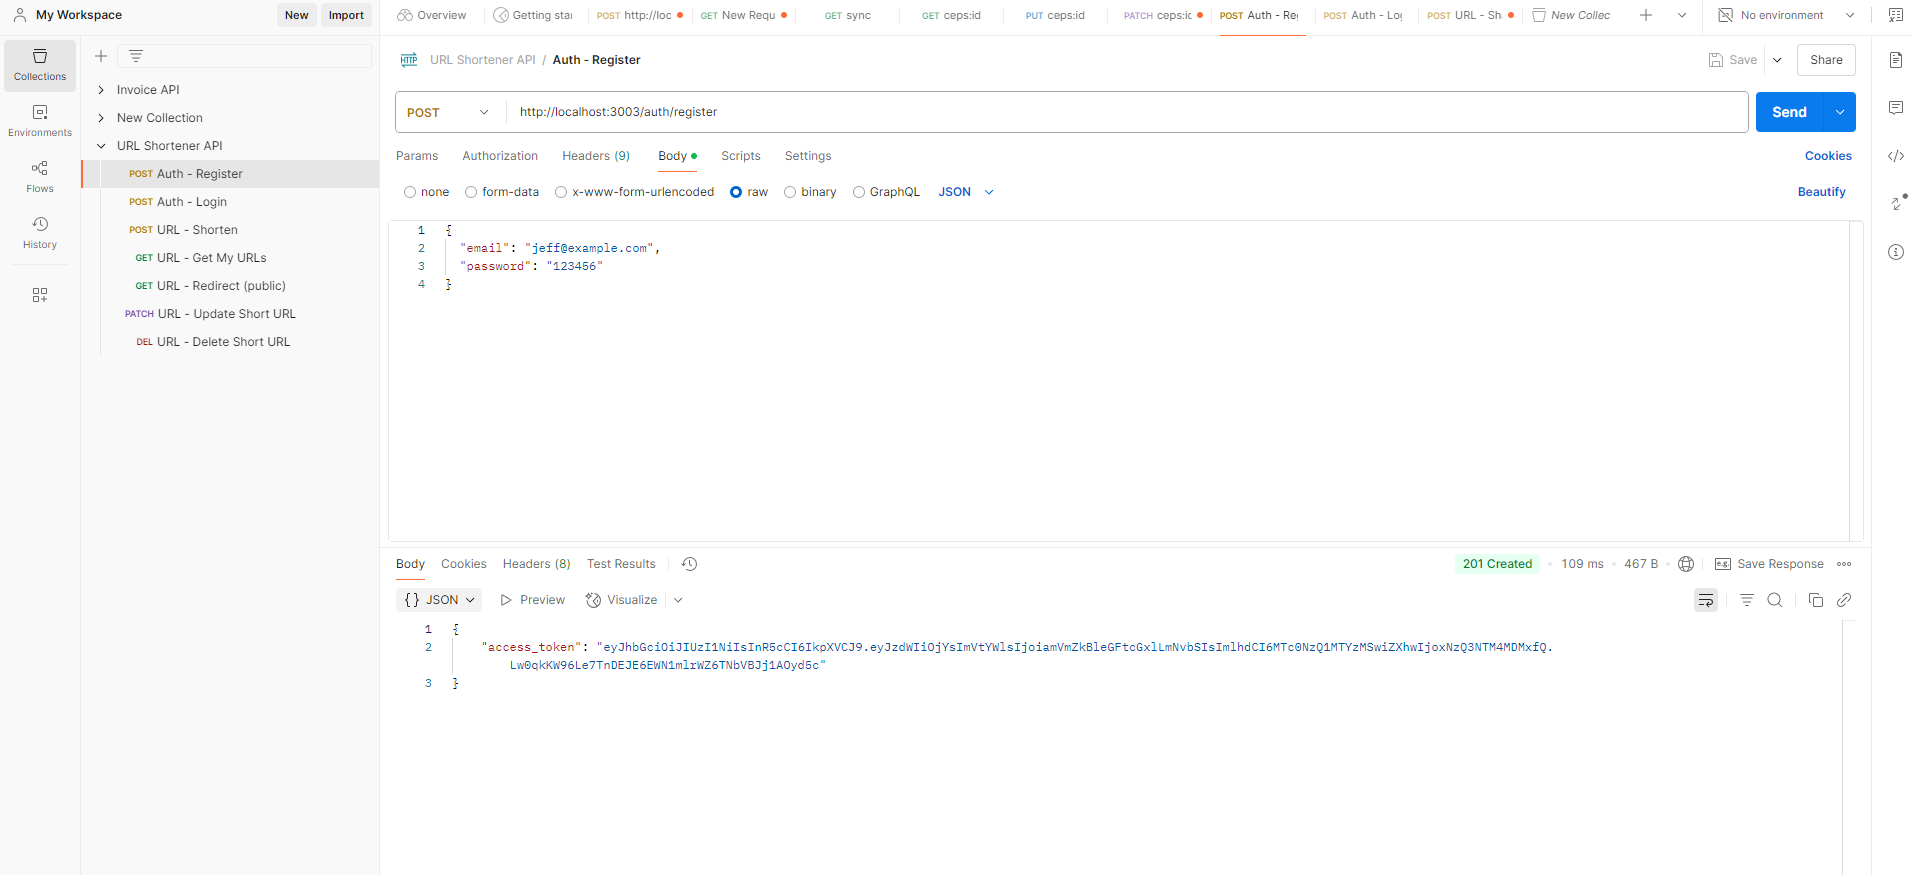 My Workspace
New
Import
Overview
Getting star
POST http://loc
GET New Requ
GET sync
GET ceps:id
PUT ceps:id
PATCH ceps:ic
POST Auth - Re
POST Auth - Lo
POST URL - Sh
New Collec
No environment
Collections
Environments
Flows
History
Invoice API
New Collection
URL Shortener API
POST Auth - Register
POST Auth - Login
POST URL - Shorten
GET URL - Get My URLs
GET URL - Redirect (public)
PATCH URL - Update Short URL
DEL URL - Delete Short URL
HTTP URL Shortener API / Auth - Register
Save
Share
POST
http://localhost:3003/auth/register
Send
Params Authorization Headers (9) Body Scripts Settings
Cookies
none form-data x-www-form-urlencoded raw binary GraphQL JSON
Beautify
1 {
2 "email": "jeff@example.com",
3 "password": "123456"
4 }
Body Cookies Headers (8) Test Results
201 Created • 109 ms • 467 B • e.g. Save Response
{} JSON Preview Visualize
1 {
2 "access_token": "eyJhbGciOiJIUzI1NiIsInR5cCI6IkpXVCJ9.eyJzdWIiOjYsImVtYWlsIjoiamVmZkBleGFtcGxlLmNvbSIsImlhdCI6MTc0NzQ1MTYzMSwiZXhwIjoxNzQ3NTM4MDMxfQ.
Lw0qkKW96Le7TnDEJE6EWN1mlrWZ6TNbVBJj1AOyd5c"
3 }